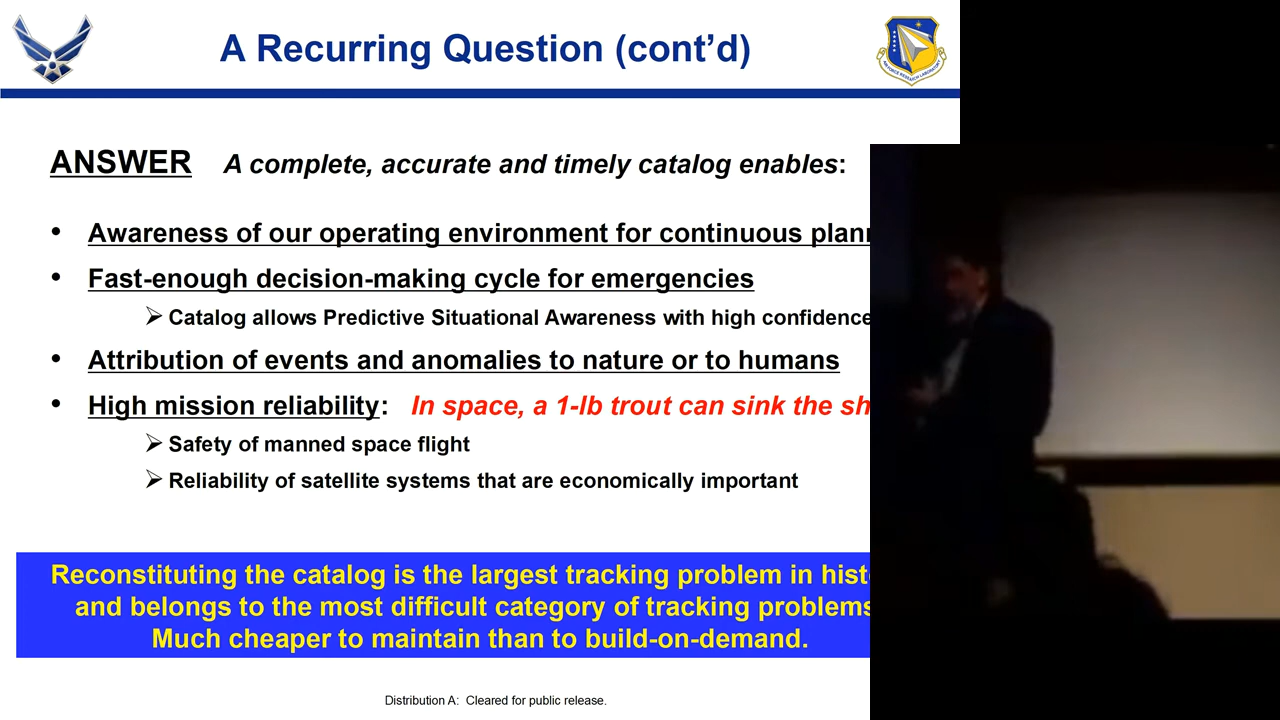 A Recurring Question (cont’d)
AIR FORCE RESEARCH LABORATORY
ANSWER A complete, accurate and timely catalog enables:
• Awareness of our operating environment for continuous
• Fast-enough decision-making cycle for emergencies
➢ Catalog allows Predictive Situational Awareness with high confidence
• Attribution of events and anomalies to nature or to humans
• High mission reliability: In space, a 1-lb trout can sink the
➢ Safety of manned space flight
➢ Reliability of satellite systems that are economically important
Reconstituting the catalog is the largest tracking problem in
and belongs to the most difficult category of tracking problems
Much cheaper to maintain than to build-on-demand.
Distribution A: Cleared for public release.